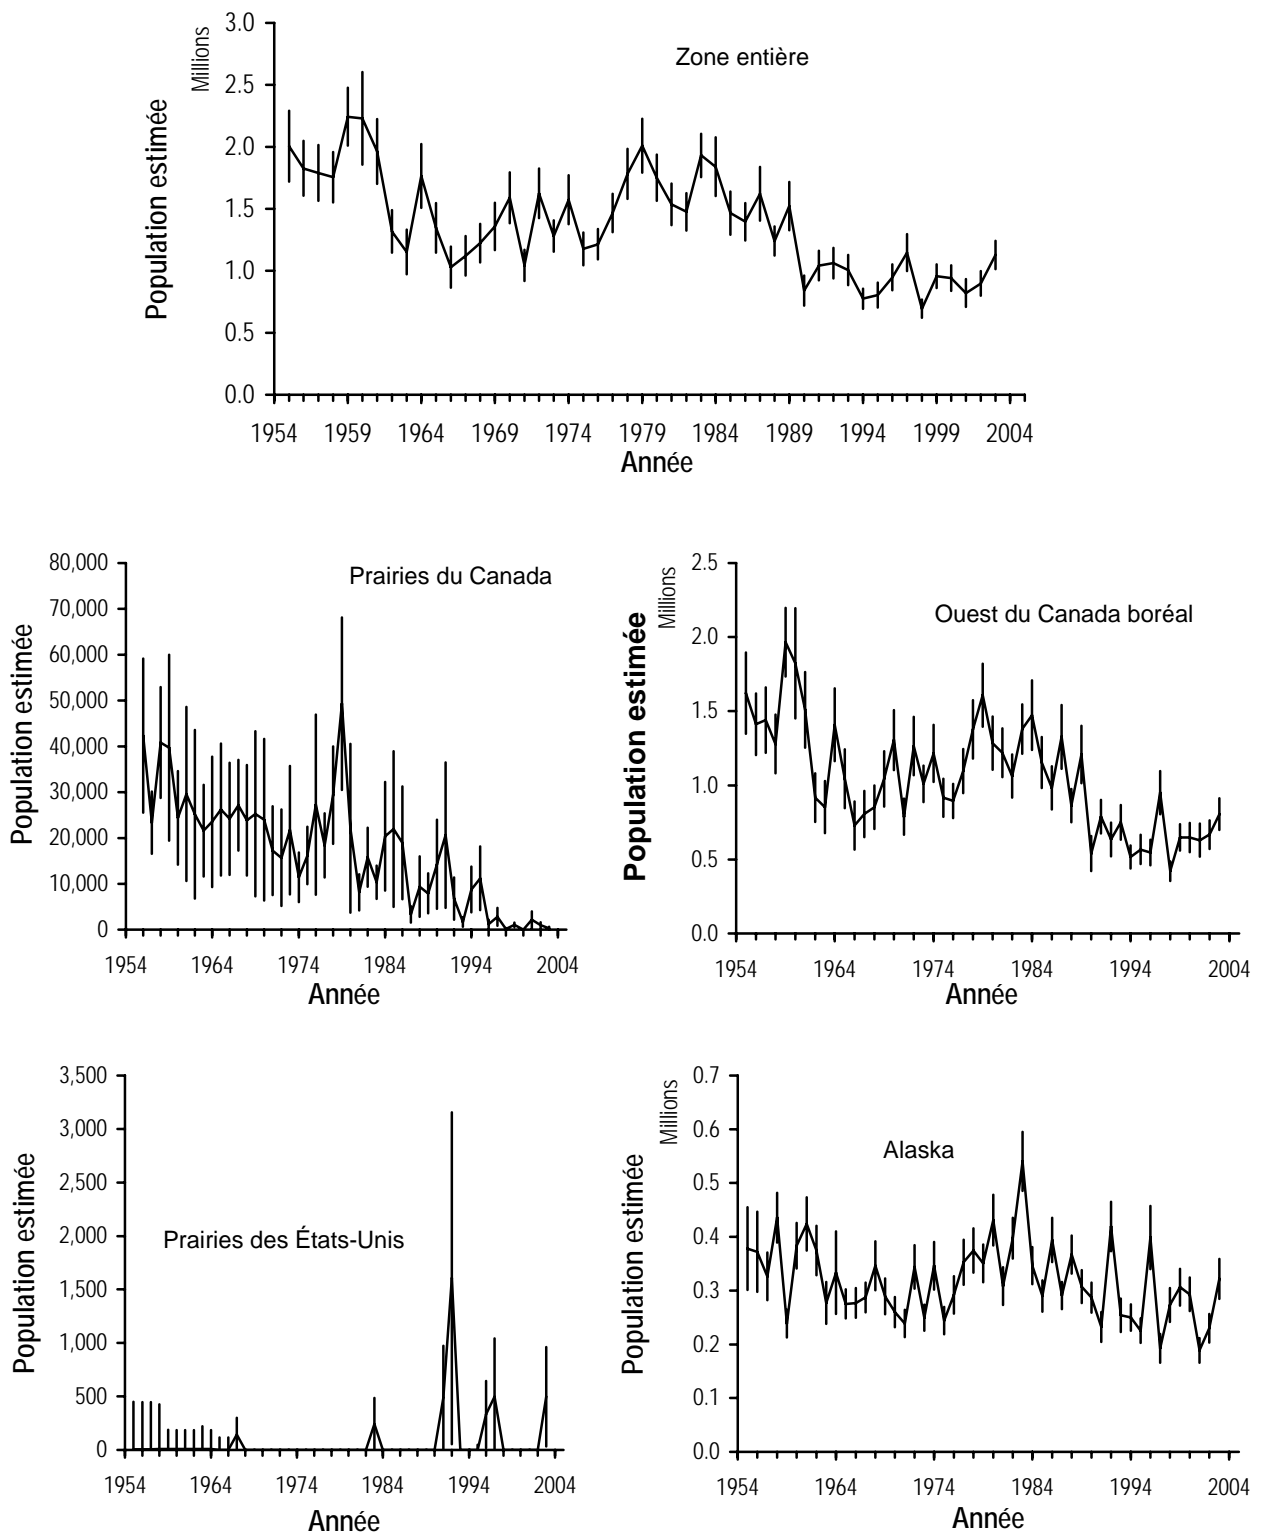 Zone entière
Millions
Population estimée
3.0
2.5
2.0
1.5
1.0
0.5
0.0
1954 1959 1964 1969 1974 1979 1984 1989 1994 1999 2004
Année
Prairies du Canada
Population estimée
80,000
70,000
60,000
50,000
40,000
30,000
20,000
10,000
0
1954 1964 1974 1984 1994 2004
Année
Ouest du Canada boréal
Millions
Population estimée
2.5
2.0
1.5
1.0
0.5
0.0
1954 1964 1974 1984 1994 2004
Année
Prairies des États-Unis
Population estimée
3,500
3,000
2,500
2,000
1,500
1,000
500
0
1954 1964 1974 1984 1994 2004
Année
Alaska
Millions
Population estimée
0.7
0.6
0.5
0.4
0.3
0.2
0.1
0.0
1954 1964 1974 1984 1994 2004
Année